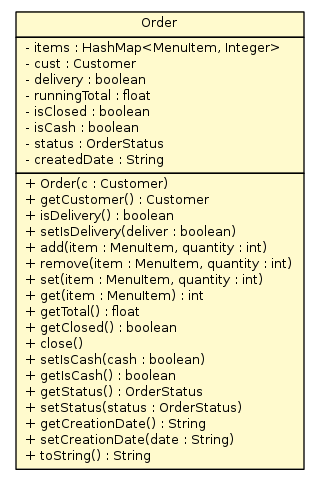 Order
- items : HashMap<MenuItem, Integer>
- cust : Customer
- delivery : boolean
- runningTotal : float
- isClosed : boolean
- isCash : boolean
- status : OrderStatus
- createdDate : String
+ Order(c : Customer)
+ getCustomer() : Customer
+ isDelivery() : boolean
+ setIsDelivery(deliver : boolean)
+ add(item : MenuItem, quantity : int)
+ remove(item : MenuItem, quantity : int)
+ set(item : MenuItem, quantity : int)
+ get(item : MenuItem) : int
+ getTotal() : float
+ getClosed() : boolean
+ close()
+ setIsCash(cash : boolean)
+ getIsCash() : boolean
+ getStatus() : OrderStatus
+ setStatus(status : OrderStatus)
+ getCreationDate() : String
+ setCreationDate(date : String)
+ toString() : String